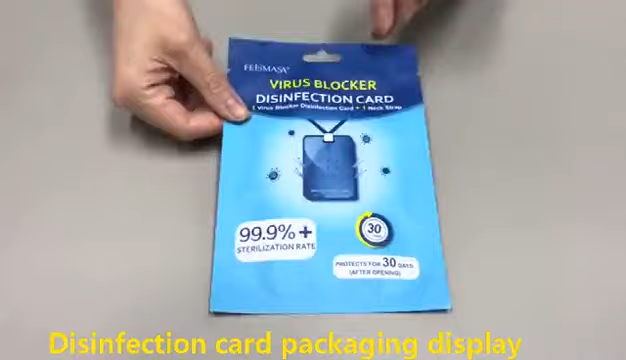 FELIMASA
VIRUS BLOCKER
DISINFECTION CARD
1 Virus Blocker Disinfection Card + 1 Neck Strap
99.9%+
STERILIZATION RATE
30
PROTECTS FOR 30 DAYS
(AFTER OPENING)
Disinfection card packaging display